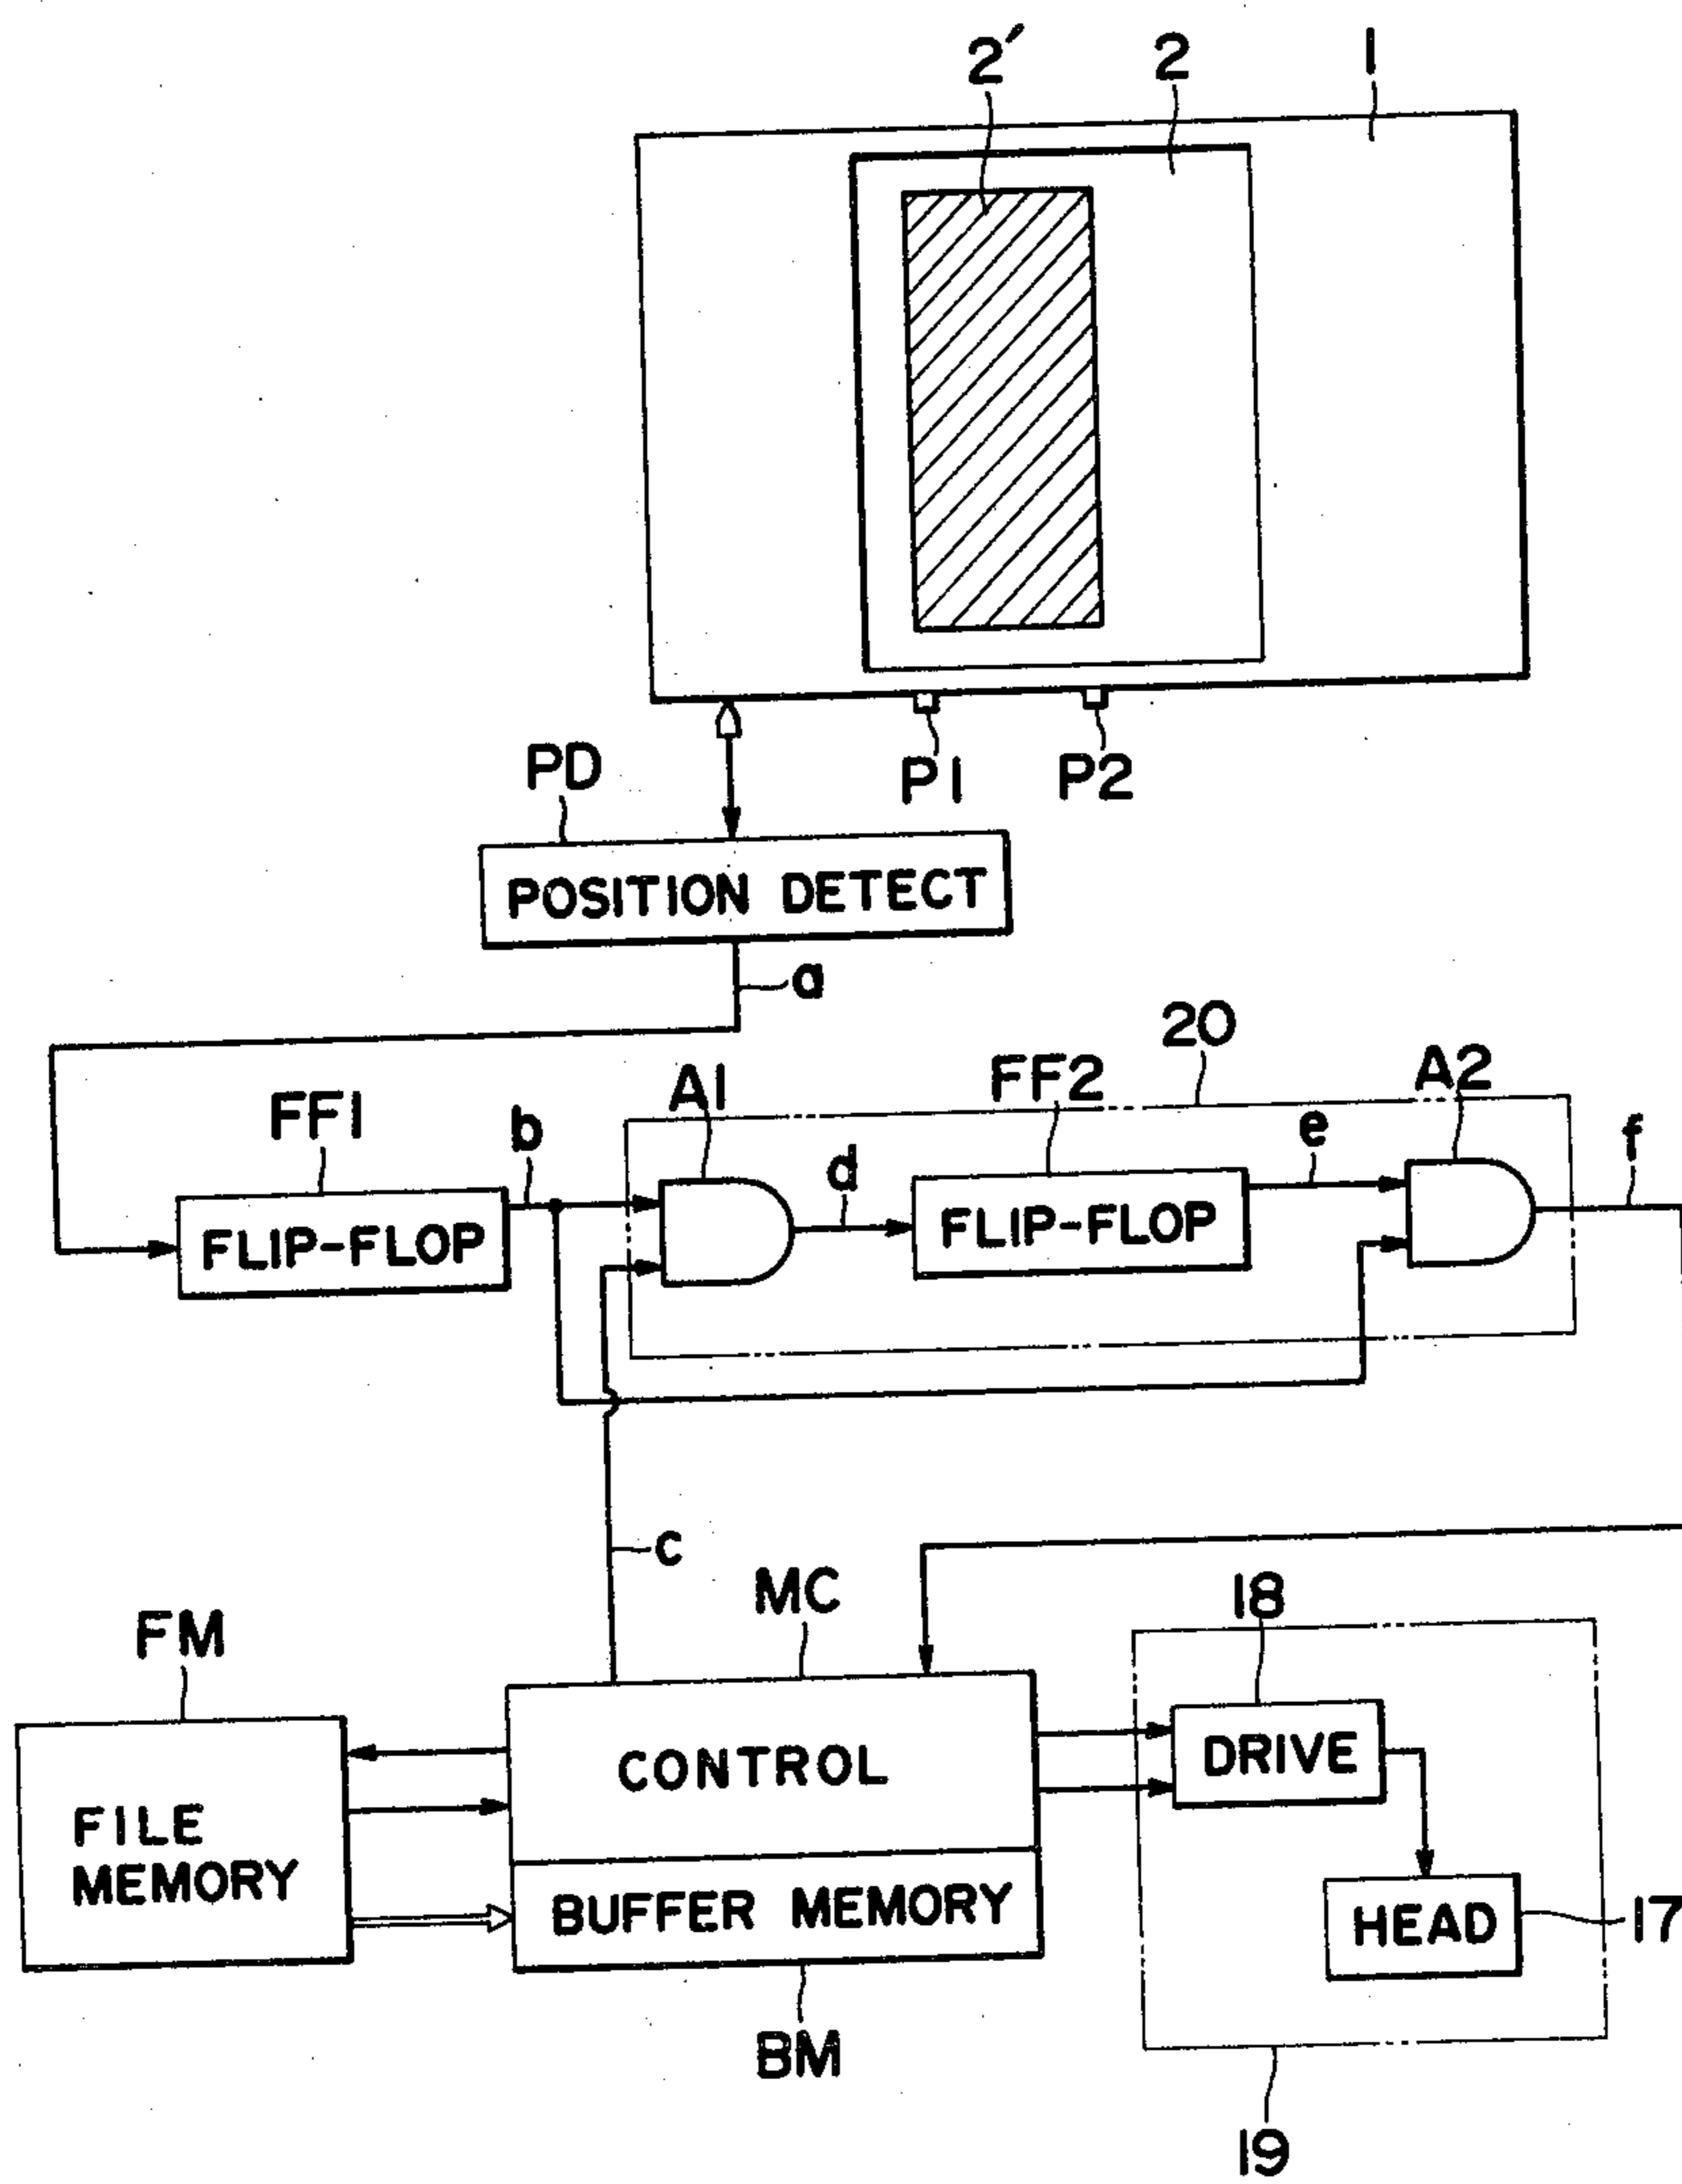 2' 2 1
PD P1 P2
POSITION DETECT
a
20
FF1 b A1 d FF2 e A2 f
FLIP-FLOP FLIP-FLOP
c
FM MC 18
CONTROL DRIVE
FILE
MEMORY
BUFFER MEMORY HEAD 17
BM
19